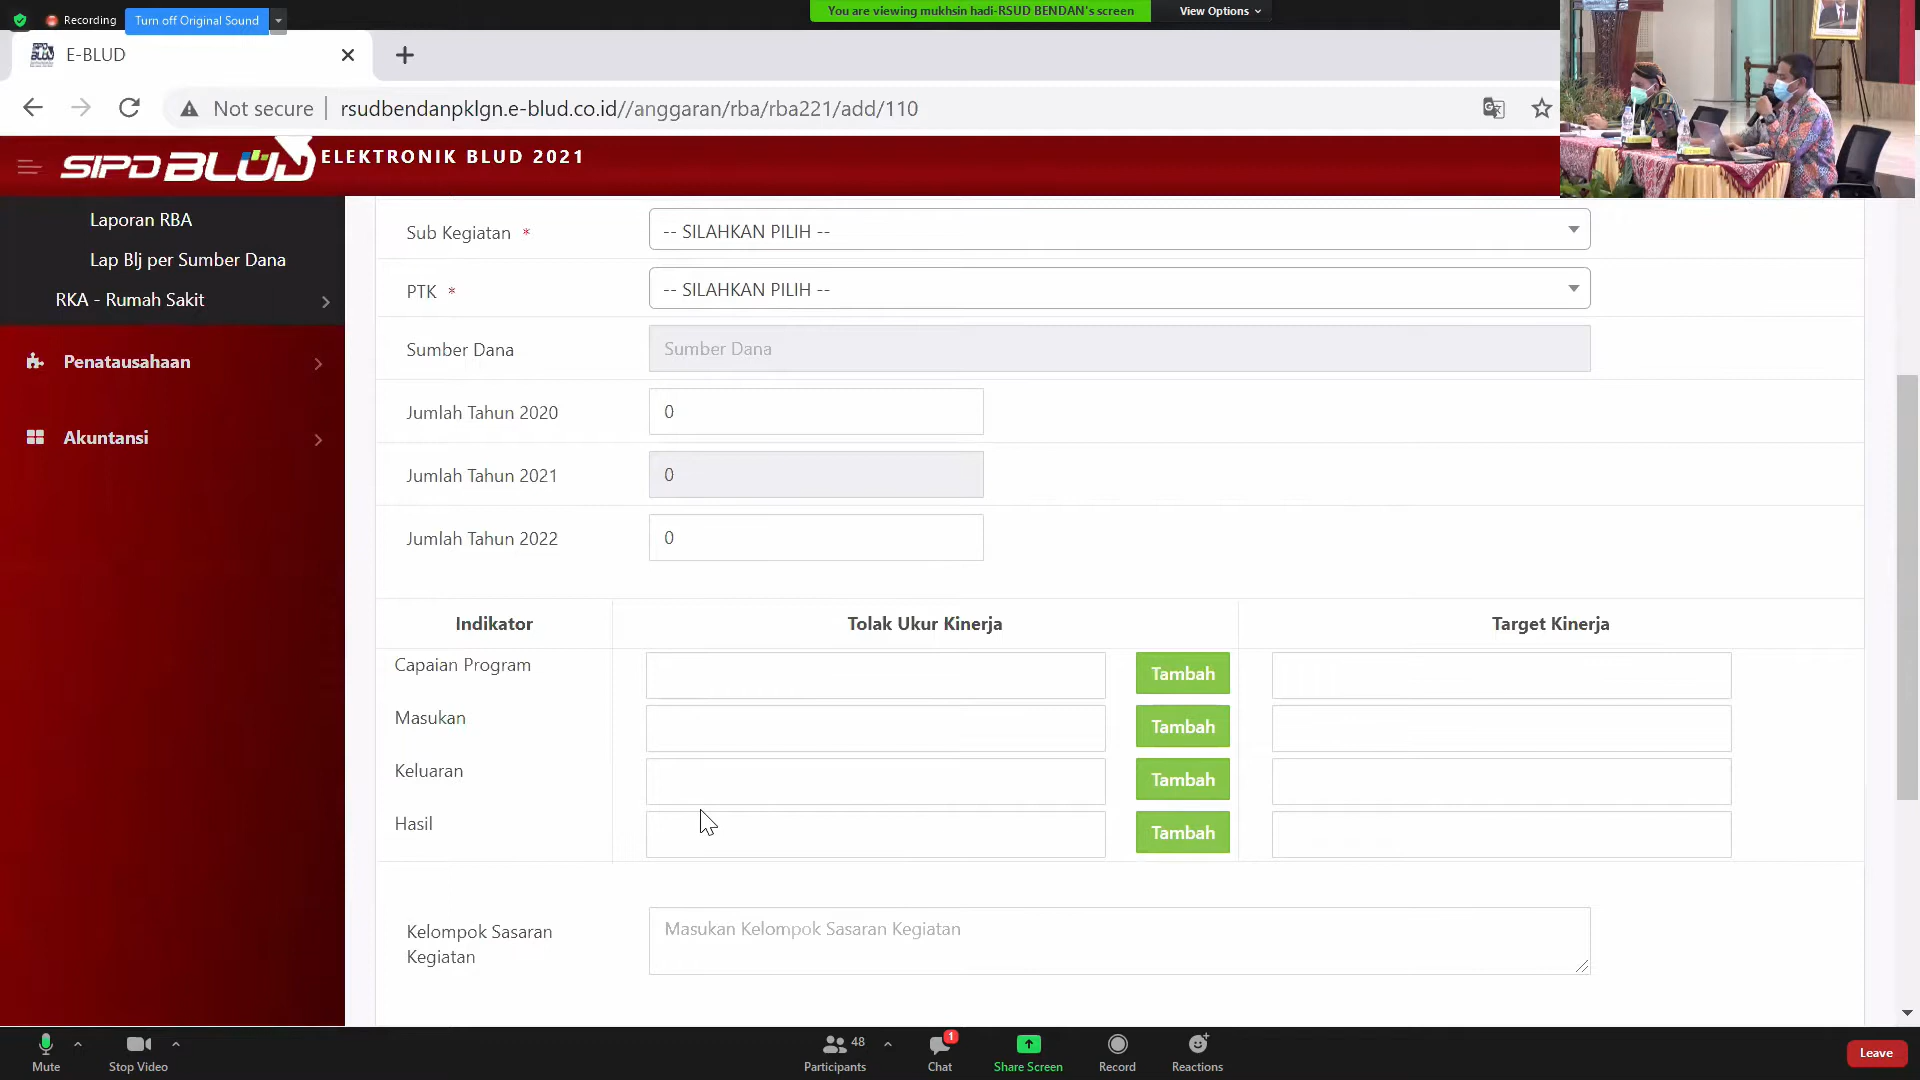 Recording
Turn off Original Sound
You are viewing mukhsin hadi-RSUD BENDAN's screen
View Options
E-BLUD
Not secure
rsudbendanpklgn.e-blud.co.id//anggaran/rba/rba221/add/110
SIPD BLUD
ELEKTRONIK BLUD 2021
Laporan RBA
Lap Blj per Sumber Dana
RKA - Rumah Sakit
Penatausahaan
Akuntansi
Sub Kegiatan *
-- SILAHKAN PILIH --
PTK *
-- SILAHKAN PILIH --
Sumber Dana
Sumber Dana
Jumlah Tahun 2020
0
Jumlah Tahun 2021
0
Jumlah Tahun 2022
0
Indikator
Tolak Ukur Kinerja
Target Kinerja
Capaian Program
Tambah
Masukan
Tambah
Keluaran
Tambah
Hasil
Tambah
Kelompok Sasaran
Kegiatan
Masukan Kelompok Sasaran Kegiatan
Mute
Stop Video
48
Participants
1
Chat
Share Screen
Record
Reactions
Leave